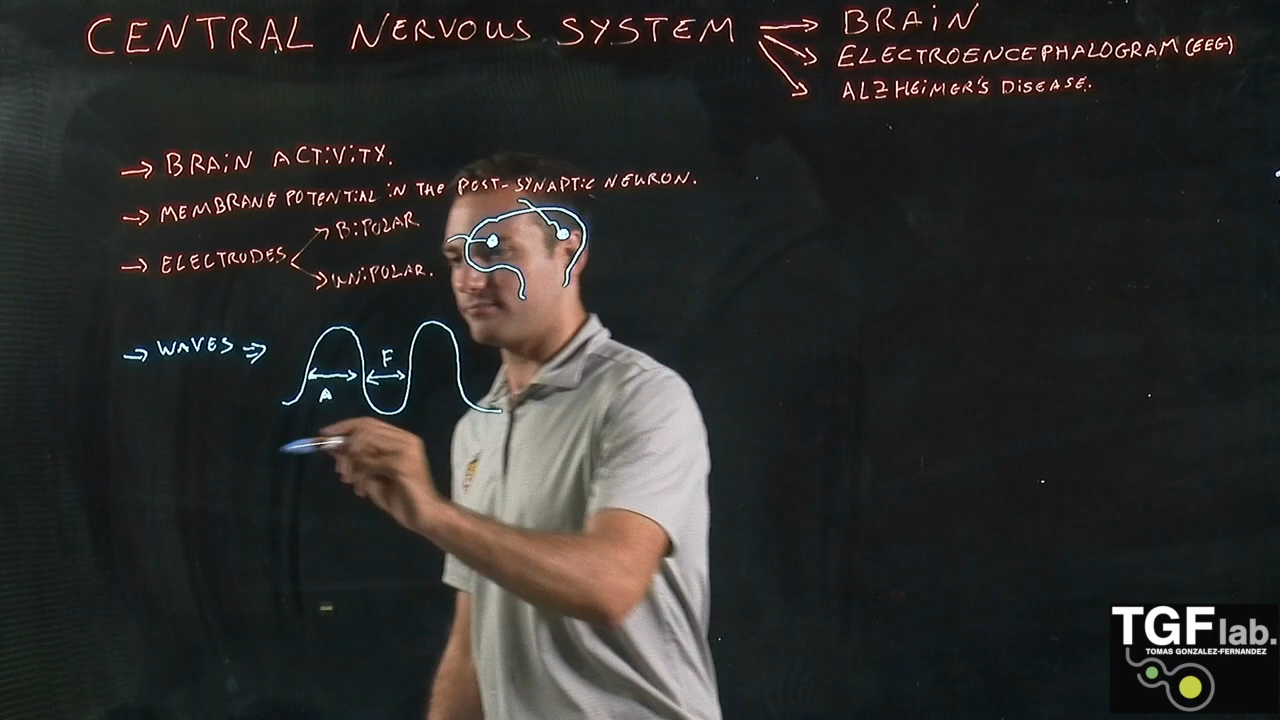 CENTRAL NERVOUS SYSTEM → BRAIN
→ ELECTROENCEPHALOGRAM (EEG)
→ ALZHEIMER'S DISEASE.
→ BRAIN ACTIVITY.
→ MEMBRANE POTENTIAL IN THE POST-SYNAPTIC NEURON.
→ ELECTRODES → BIPOLAR
→ UNIPOLAR.
→ WAVES ⇒
F
A
TGF lab.
TOMAS GONZALEZ-FERNANDEZ